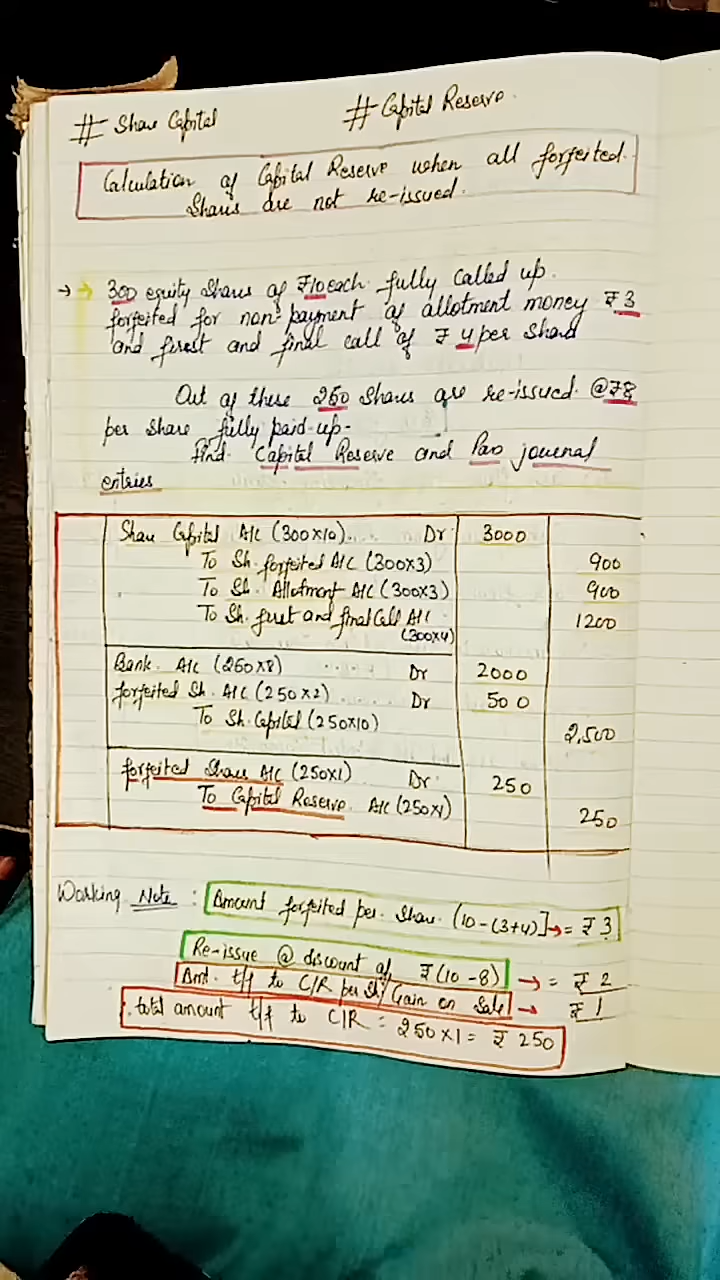 # Share Capital # Capital Reserve.
Calculation of Capital Reserve when all forfeited.
Shares are not re-issued.
→ → 300 equity shares of ₹10 each fully called up.
forfeited for non-payment of allotment money ₹ 3
and first and final call of ₹ 4 per share
Out of these 250 shares are re-issued @₹8
per share fully paid-up-
find Capital Reserve and Pass journal
entries
Share Capital A/C (300×10).. Dr 3000
To Sh. forfeited A/C (300×3) 900
To Sh. Allotment A/C (300×3) 900
To Sh. first and final Call A/C 1200
(300×4)
Bank. A/C (250×8) .... Dr 2000
forfeited Sh. A/C (250×2) .... Dr 500
To Sh. Capital (250×10) 2,500
forfeited Share A/C (250×1) Dr. 250
To Capital Reserve. A/C (250×1) 250
Working Note : Amount forfeited per. Share. (10-(3+4)] → = ₹ 3
Re-issue @ discount of ₹(10-8) → = ₹ 2
Amt. t/f to C/R per Sh/ Gain on Sale → ₹ 1
total amount t/f to C/R = 250×1 = ₹ 250